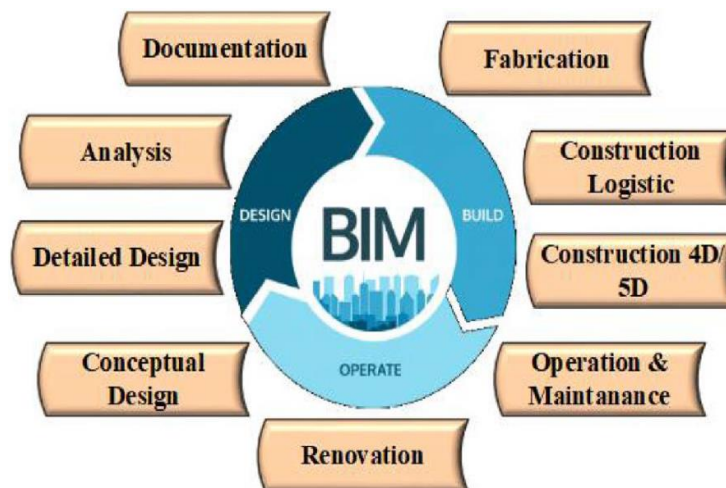 Documentation
Fabrication
Analysis
Construction
Logistic
DESIGN
BIM
BUILD
Detailed Design
Construction 4D/
5D
Conceptual
Design
OPERATE
Operation &
Maintanance
Renovation